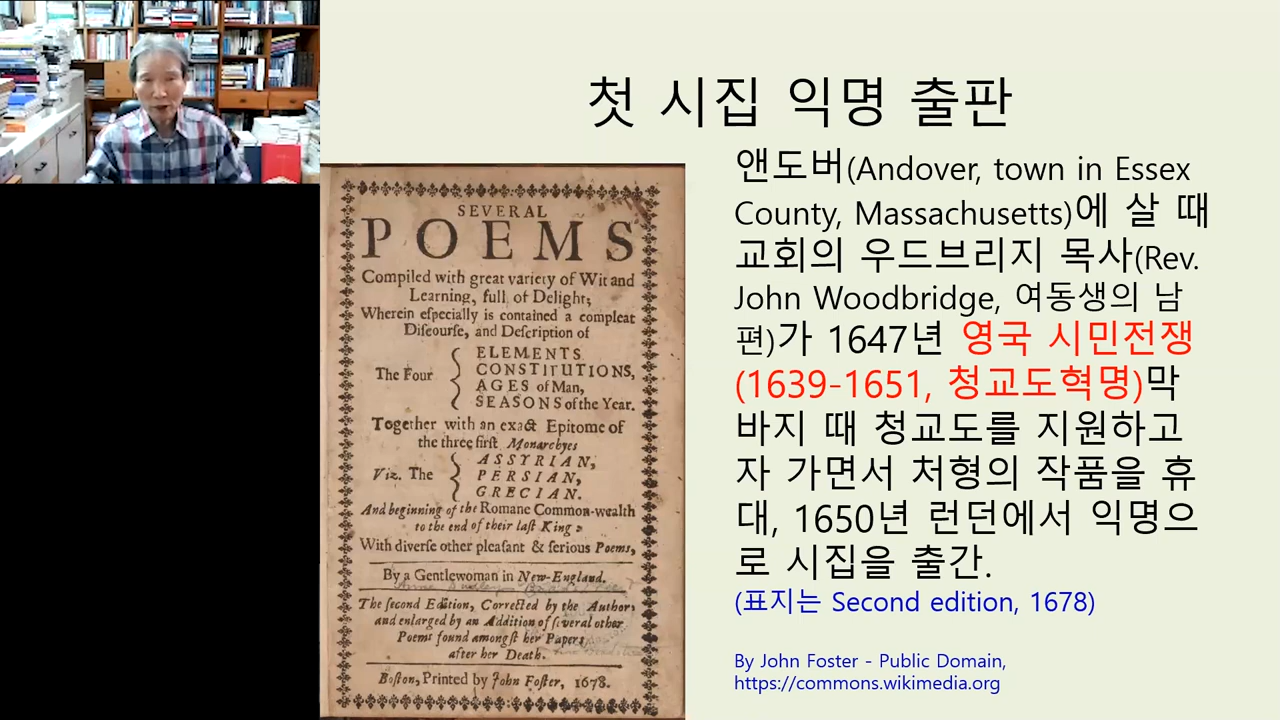 첫 시집 익명 출판
SEVERAL
POEMS
Compiled with great variety of Wit and
Learning, full of Delight;
Wherein eſpecially is contained a compleat
Diſcourſe, and Deſcription of
The Four
ELEMENTS
CONSTITUTIONS,
AGES of Man,
SEASONS of the Year.
Together with an exact Epitome of
the three firſt Monarchyes
Viz. The
ASSYRIAN,
PERSIAN,
GRECIAN.
And beginning of the Romane Common-wealth
to the end of their laſt King:
With diverſe other pleaſant & ſerious Poems,
By a Gentlewoman in New-England.
The ſecond Edition, Corrected by the Author,
and enlarged by an Addition of ſeveral other
Poems found amongſt her Papers
after her Death.
Boſton, Printed by John Foſter, 1678.
앤도버(Andover, town in Essex
County, Massachusetts)에 살 때
교회의 우드브리지 목사(Rev.
John Woodbridge, 여동생의 남
편)가 1647년 영국 시민전쟁
(1639-1651, 청교도혁명)막
바지 때 청교도를 지원하고
자 가면서 처형의 작품을 휴
대, 1650년 런던에서 익명으
로 시집을 출간.
(표지는 Second edition, 1678)
By John Foster - Public Domain,
https://commons.wikimedia.org